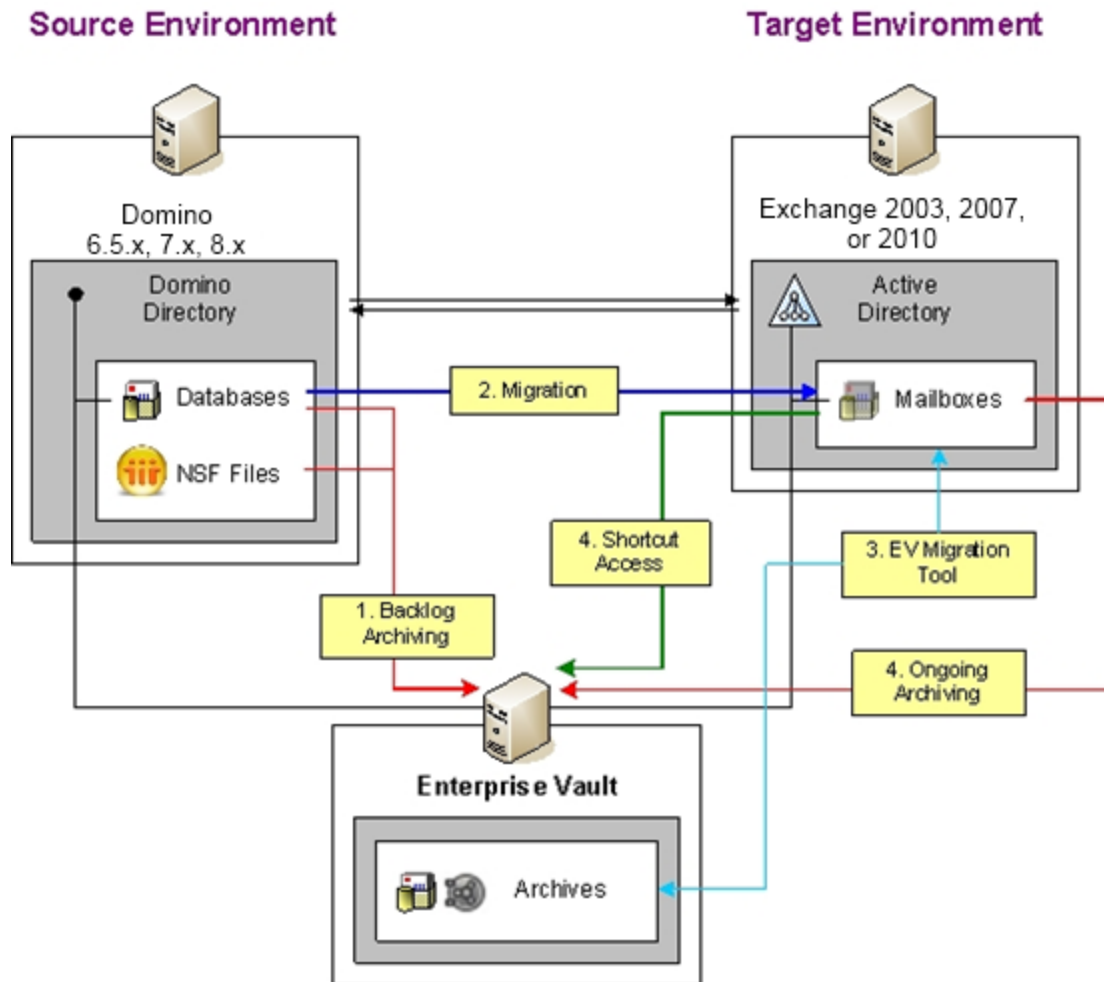 Source Environment
Target Environment
Domino
6.5.x, 7.x, 8.x
Exchange 2003, 2007,
or 2010
Domino
Directory
Active
Directory
Databases
2. Migration
Mailboxes
NSF Files
4. Shortcut
Access
3. EV Migration
Tool
1. Backlog
Archiving
4. Ongoing
Archiving
Enterprise Vault
Archives